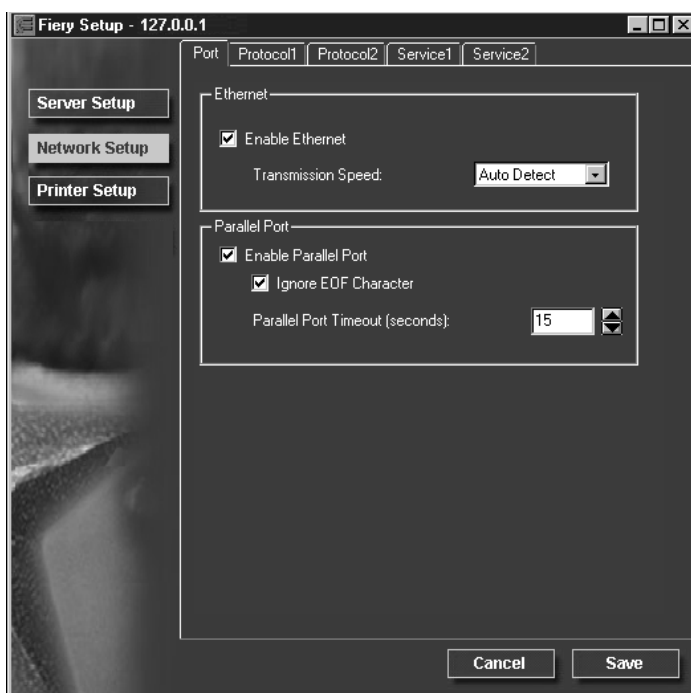 Fiery Setup - 127.0.0.1
Port Protocol1 Protocol2 Service1 Service2
Server Setup
Network Setup
Printer Setup
Ethernet
Enable Ethernet
Transmission Speed: Auto Detect
Parallel Port
Enable Parallel Port
Ignore EOF Character
Parallel Port Timeout (seconds): 15
Cancel Save